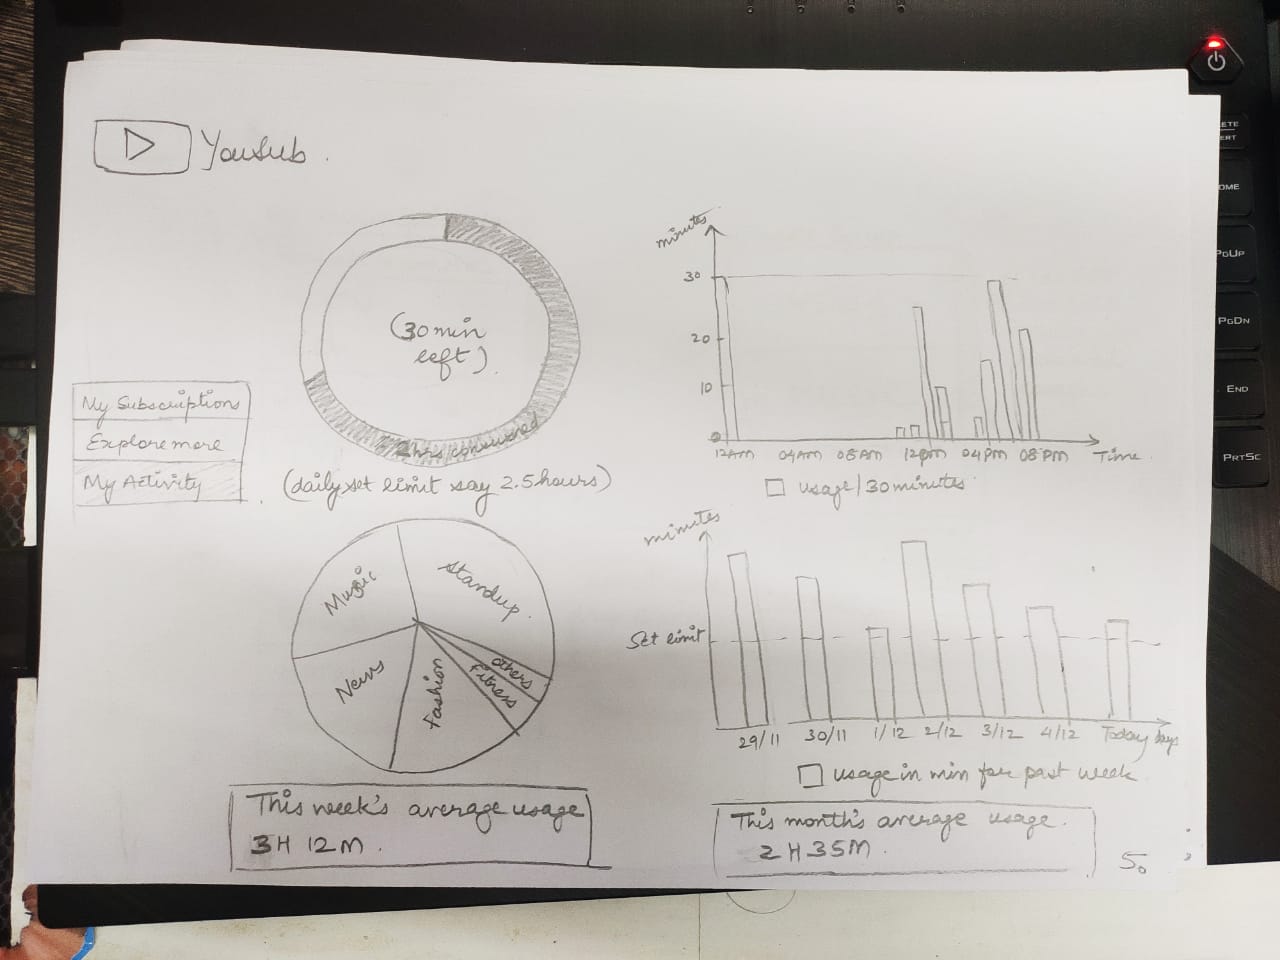 YouSub.
(30 min
left).
2hrs consumed
(daily set limit say 2.5 hours)
My Subscriptions
Explore more
My Activity
minutes
30
20
10
0
12AM 04AM 08AM 12pm 04PM 08PM Time
usage/30 minutes
Music
Standup
News
Fashion
Fitness
others
minutes
Set limit
29/11 30/11 1/12 2/12 3/12 4/12 Today days
usage in min for past week
This week's average usage
3H 12M.
This month's average usage.
2H 35M.
5.
DME
PGUP
PGDN
END
PRTSC